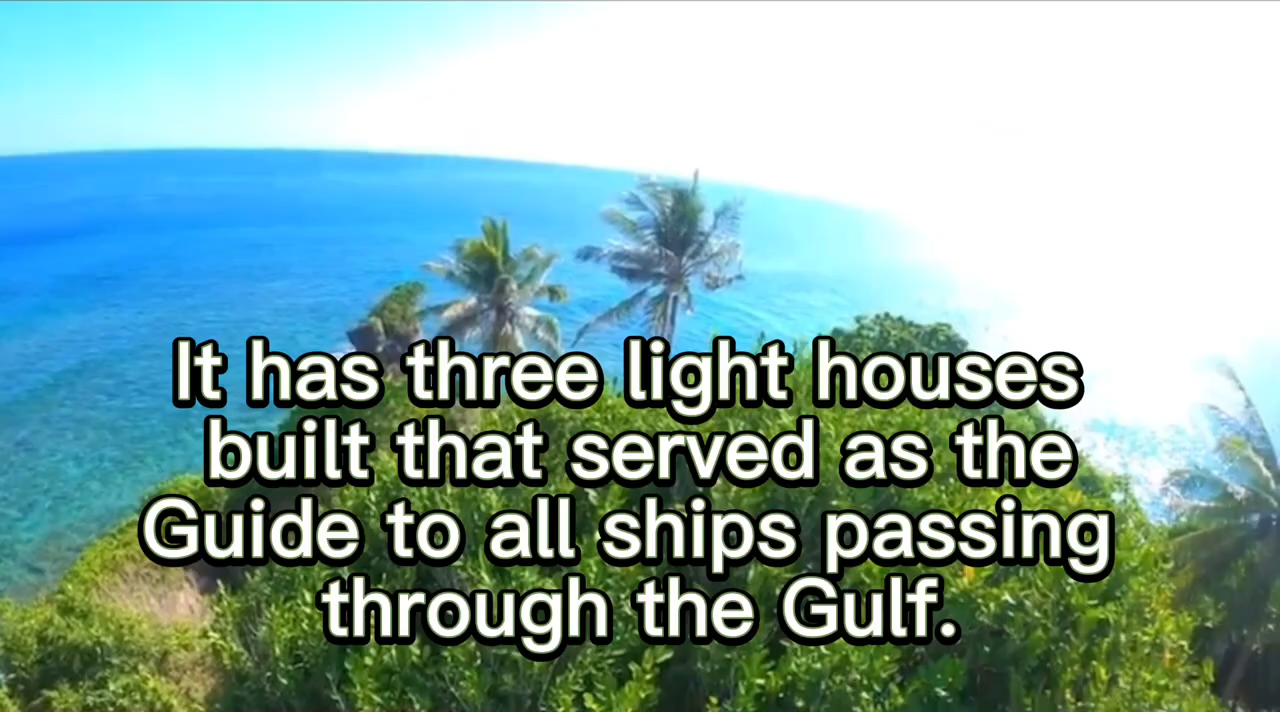 It has three light houses
built that served as the
Guide to all ships passing
through the Gulf.